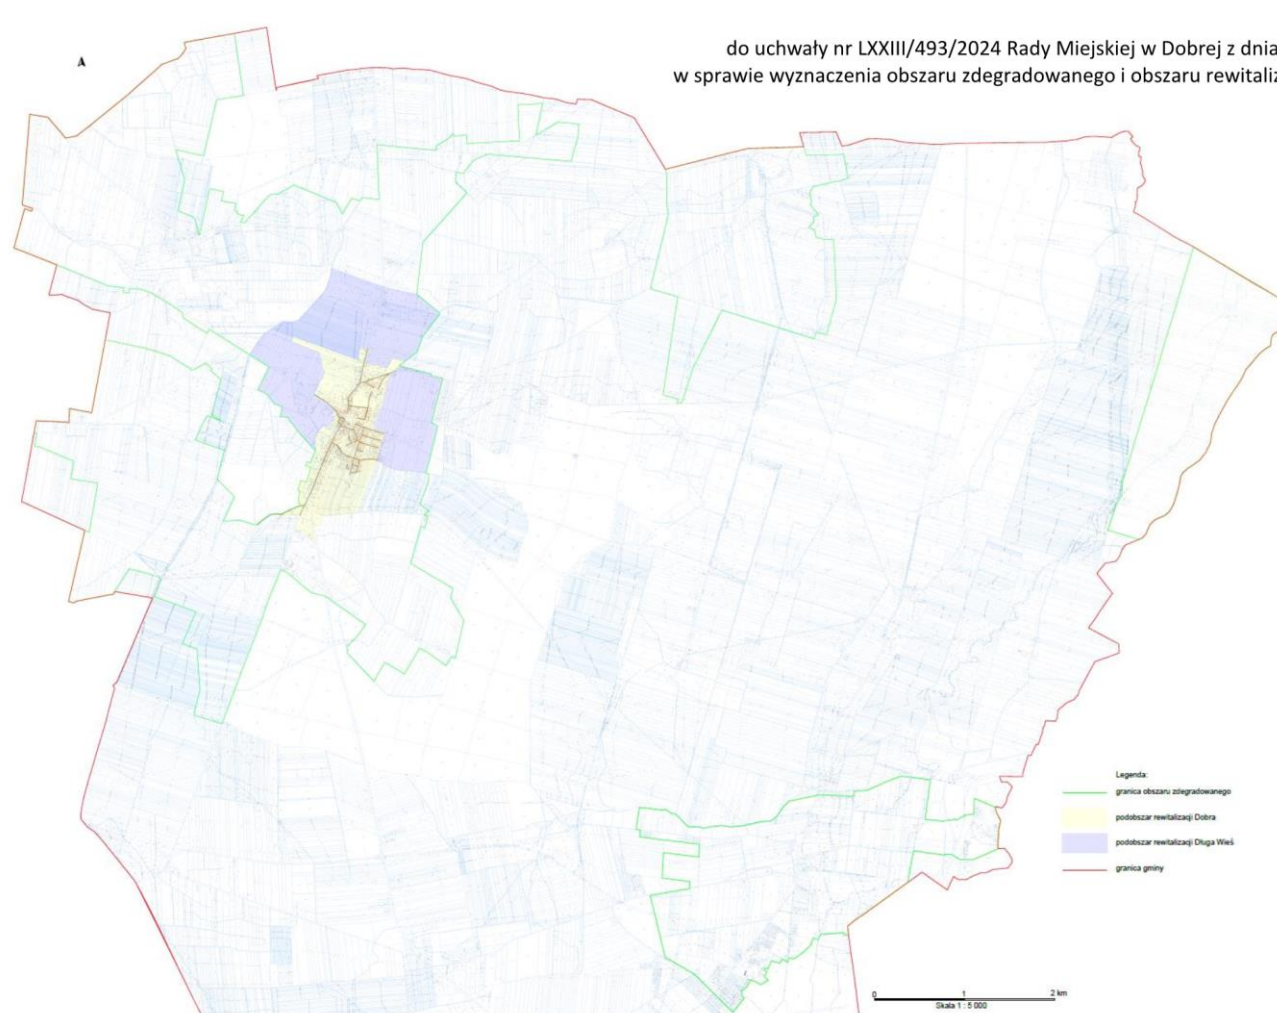 do uchwały nr LXXIII/493/2024 Rady Miejskiej w Dobrej z dnia
w sprawie wyznaczenia obszaru zdegradowanego i obszaru rewitaliz
A
Legenda:
granica obszaru zdegradowanego
podobszar rewitalizacji Dobra
podobszar rewitalizacji Długa Wieś
granica gminy
0 1 2 km
Skala 1 : 5 000